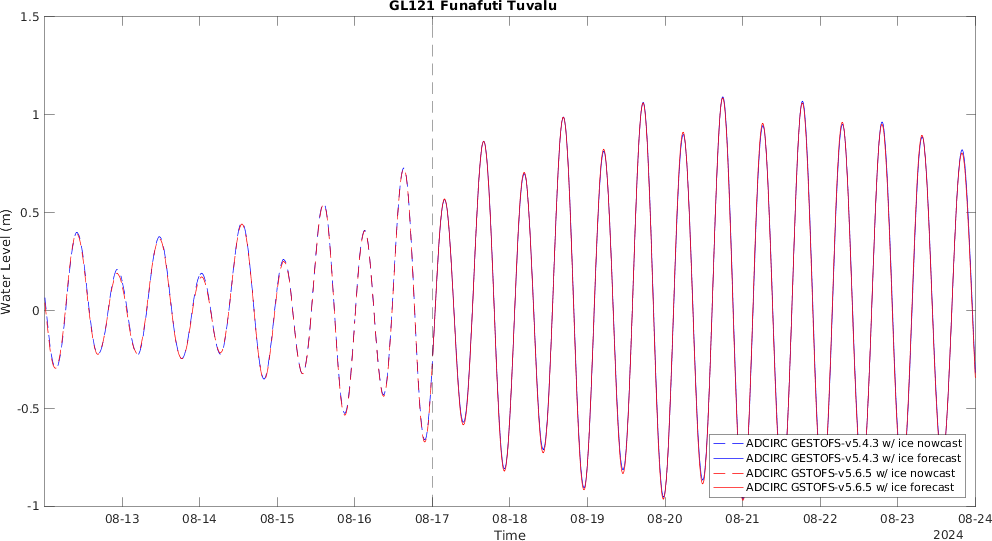 GL121 Funafuti Tuvalu
1.5
1
0.5
0
-0.5
-1
Water Level (m)
ADCIRC GESTOFS-v5.4.3 w/ ice nowcast
ADCIRC GESTOFS-v5.4.3 w/ ice forecast
ADCIRC GSTOFS-v5.6.5 w/ ice nowcast
ADCIRC GSTOFS-v5.6.5 w/ ice forecast
08-13 08-14 08-15 08-16 08-17 08-18 08-19 08-20 08-21 08-22 08-23 08-24
Time
2024